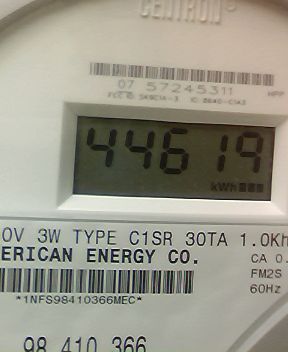 CENTRON®
07 57245311
44619
kWh
0V 3W TYPE C1SR 30TA 1.0Kh
ERICAN ENERGY CO.
CA 0.
FM2S
*1NFS98410366MEC*
60Hz
98 410 366